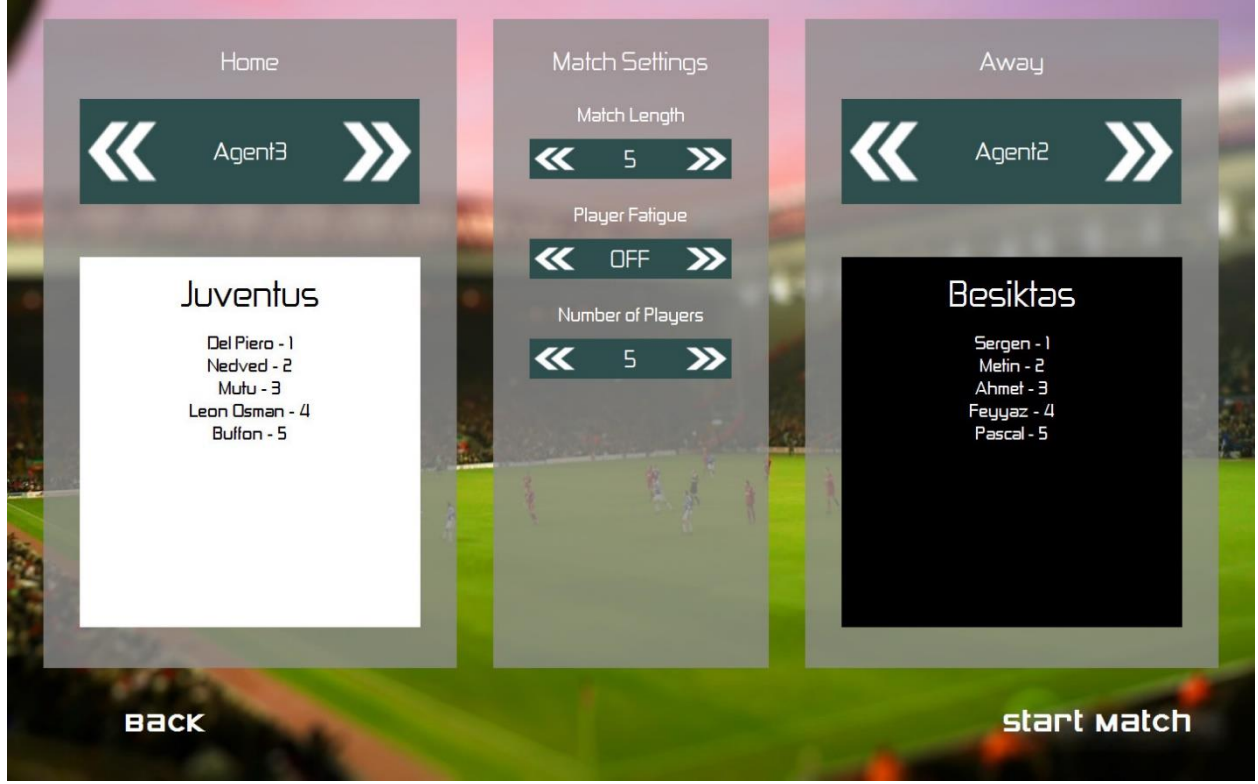 Home
Agent3
Juventus
Del Piero - 1
Nedved - 2
Mutu - 3
Leon Osman - 4
Buffon - 5
Match Settings
Match Length
5
Player Fatigue
OFF
Number of Players
5
Away
Agent2
Besiktas
Sergen - 1
Metin - 2
Ahmet - 3
Feyyaz - 4
Pascal - 5
Back
Start Match